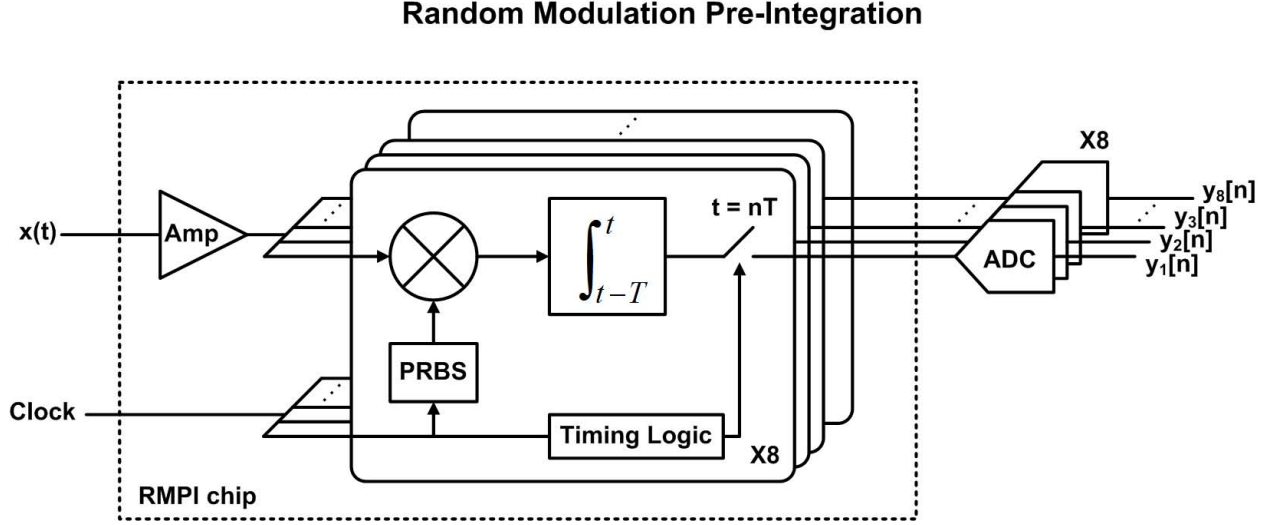 Random Modulation Pre-Integration
X8
t = nT
y₈[n]
x(t)
Amp
∫ t t−T
y₃[n]
y₂[n]
y₁[n]
ADC
PRBS
Clock
Timing Logic
X8
RMPI chip